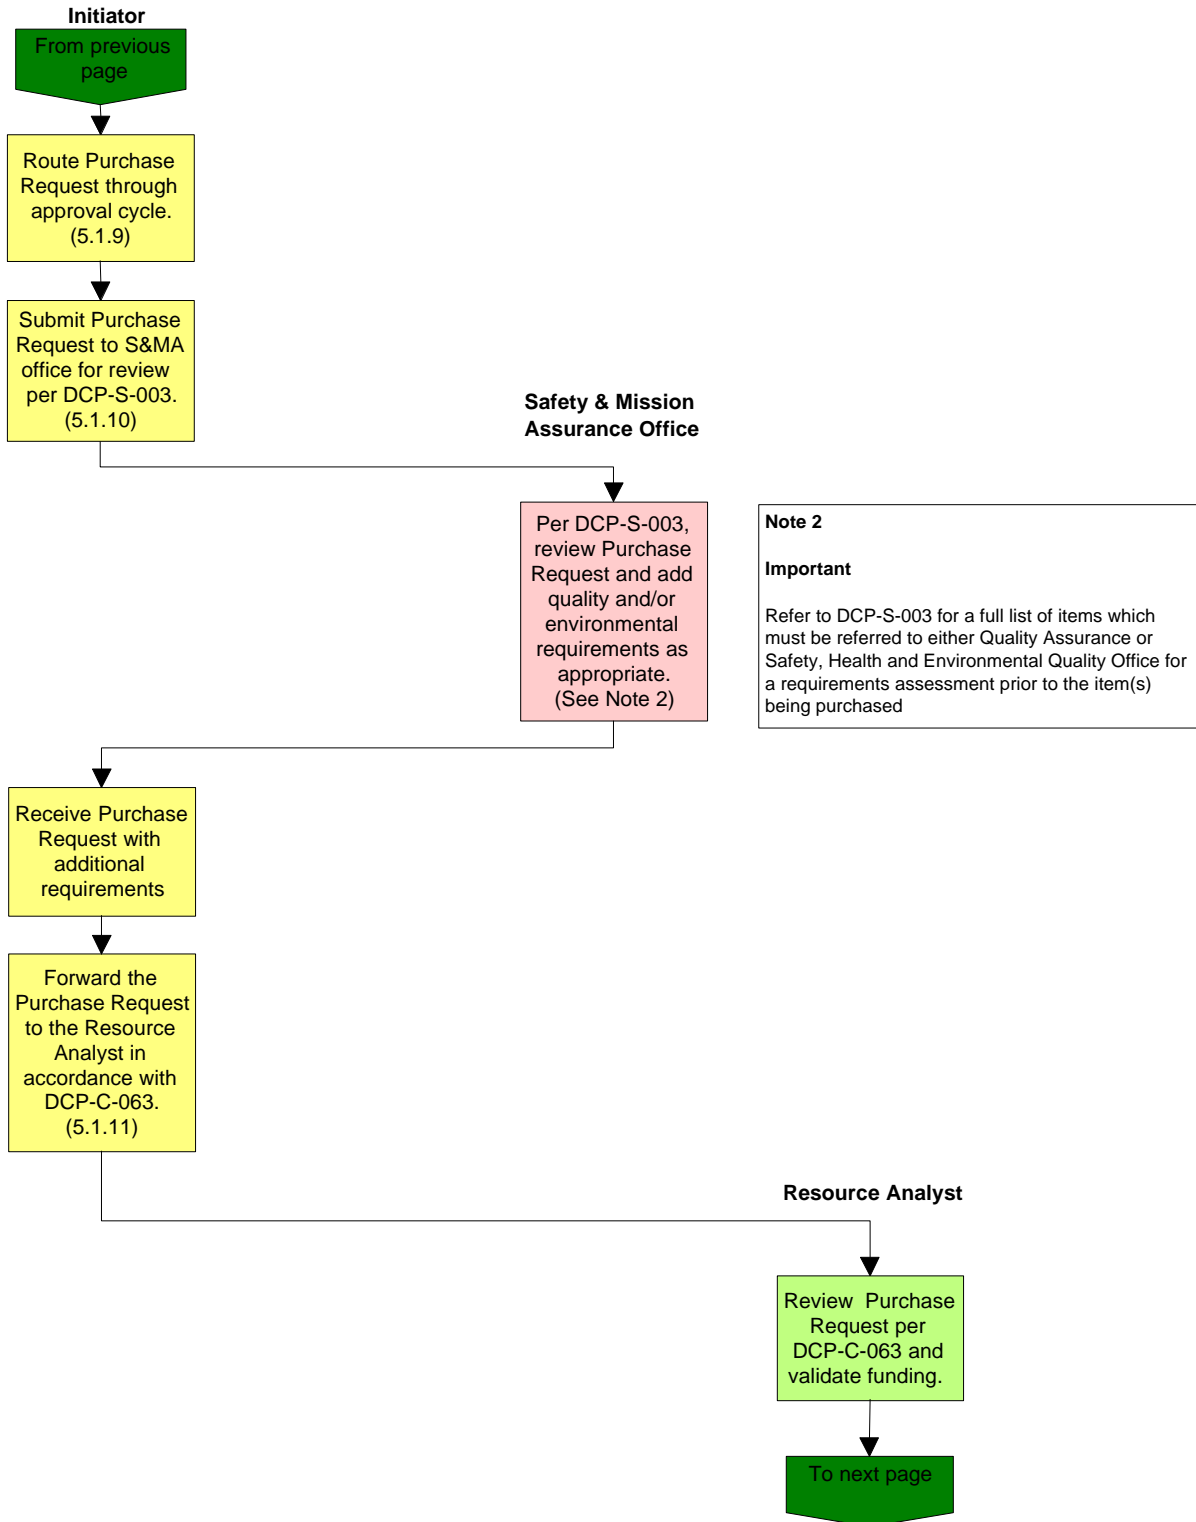 Initiator
From previous
page
Route Purchase
Request through
approval cycle.
(5.1.9)
Submit Purchase
Request to S&MA
office for review
per DCP-S-003.
(5.1.10)
Safety & Mission
Assurance Office
Per DCP-S-003,
review Purchase
Request and add
quality and/or
environmental
requirements as
appropriate.
(See Note 2)
Note 2
Important
Refer to DCP-S-003 for a full list of items which
must be referred to either Quality Assurance or
Safety, Health and Environmental Quality Office for
a requirements assessment prior to the item(s)
being purchased
Receive Purchase
Request with
additional
requirements
Forward the
Purchase Request
to the Resource
Analyst in
accordance with
DCP-C-063.
(5.1.11)
Resource Analyst
Review Purchase
Request per
DCP-C-063 and
validate funding.
To next page